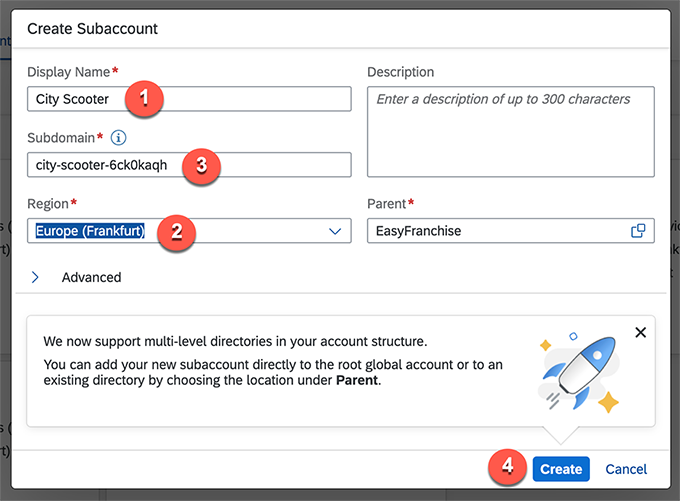 Create Subaccount
Display Name*
City Scooter
1
Description
Enter a description of up to 300 characters
Subdomain*
city-scooter-6ck0kaqh
3
Region*
Europe (Frankfurt)
2
Parent*
EasyFranchise
Advanced
We now support multi-level directories in your account structure.
You can add your new subaccount directly to the root global account or to an
existing directory by choosing the location under Parent.
4
Create
Cancel